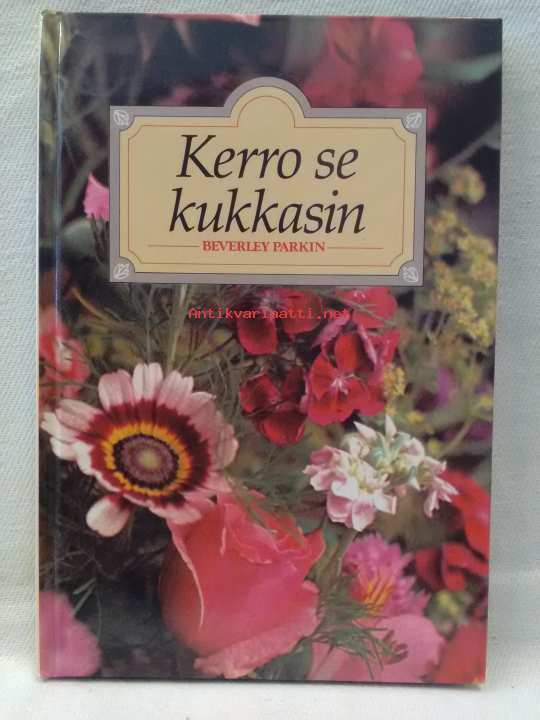 Kerro se
kukkasin
BEVERLEY PARKIN
Antikvariaatti.net